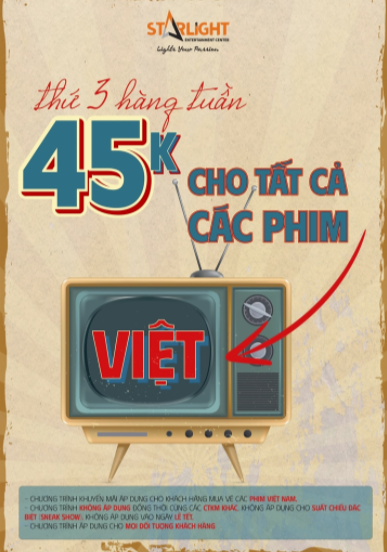 STARLIGHT
ENTERTAINMENT CENTER
Lights Your Passion
thứ 3 hàng tuần
45K
CHO TẤT CẢ
CÁC PHIM
VIỆT
- CHƯƠNG TRÌNH KHUYẾN MÃI ÁP DỤNG CHO KHÁCH HÀNG MUA VÉ CÁC PHIM VIỆT NAM.
- CHƯƠNG TRÌNH KHÔNG ÁP DỤNG ĐỒNG THỜI CÙNG CÁC CTKM KHÁC, KHÔNG ÁP DỤNG CHO SUẤT CHIẾU ĐẶC
BIỆT (SNEAK SHOW), KHÔNG ÁP DỤNG VÀO NGÀY LỄ TẾT.
- CHƯƠNG TRÌNH ÁP DỤNG CHO MỌI ĐỐI TƯỢNG KHÁCH HÀNG